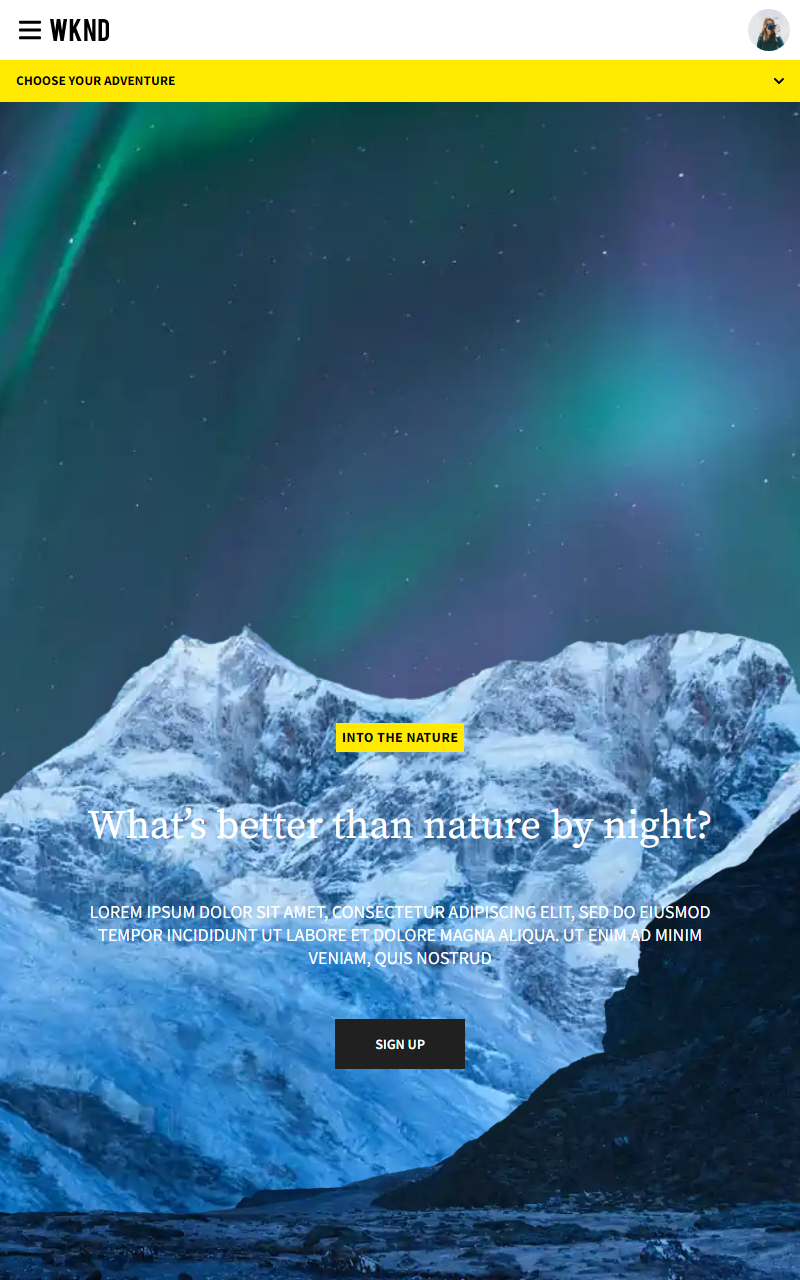 WKND
CHOOSE YOUR ADVENTURE
INTO THE NATURE
What’s better than nature by night?
LOREM IPSUM DOLOR SIT AMET, CONSECTETUR ADIPISCING ELIT, SED DO EIUSMOD
TEMPOR INCIDIDUNT UT LABORE ET DOLORE MAGNA ALIQUA. UT ENIM AD MINIM
VENIAM, QUIS NOSTRUD
SIGN UP